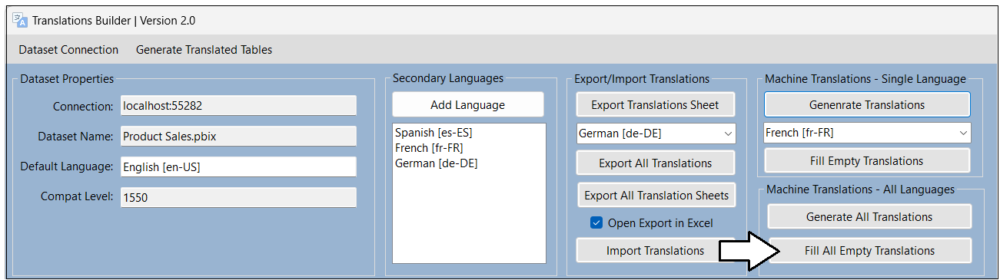 Translations Builder | Version 2.0
Dataset Connection Generate Translated Tables
Dataset Properties
Connection: localhost:55282
Dataset Name: Product Sales.pbix
Default Language: English [en-US]
Compat Level: 1550
Secondary Languages
Add Language
Spanish [es-ES]
French [fr-FR]
German [de-DE]
Export/Import Translations
Export Translations Sheet
German [de-DE]
Export All Translations
Export All Translation Sheets
Open Export in Excel
Import Translations
Machine Translations - Single Language
Genenrate Translations
French [fr-FR]
Fill Empty Translations
Machine Translations - All Languages
Generate All Translations
Fill All Empty Translations